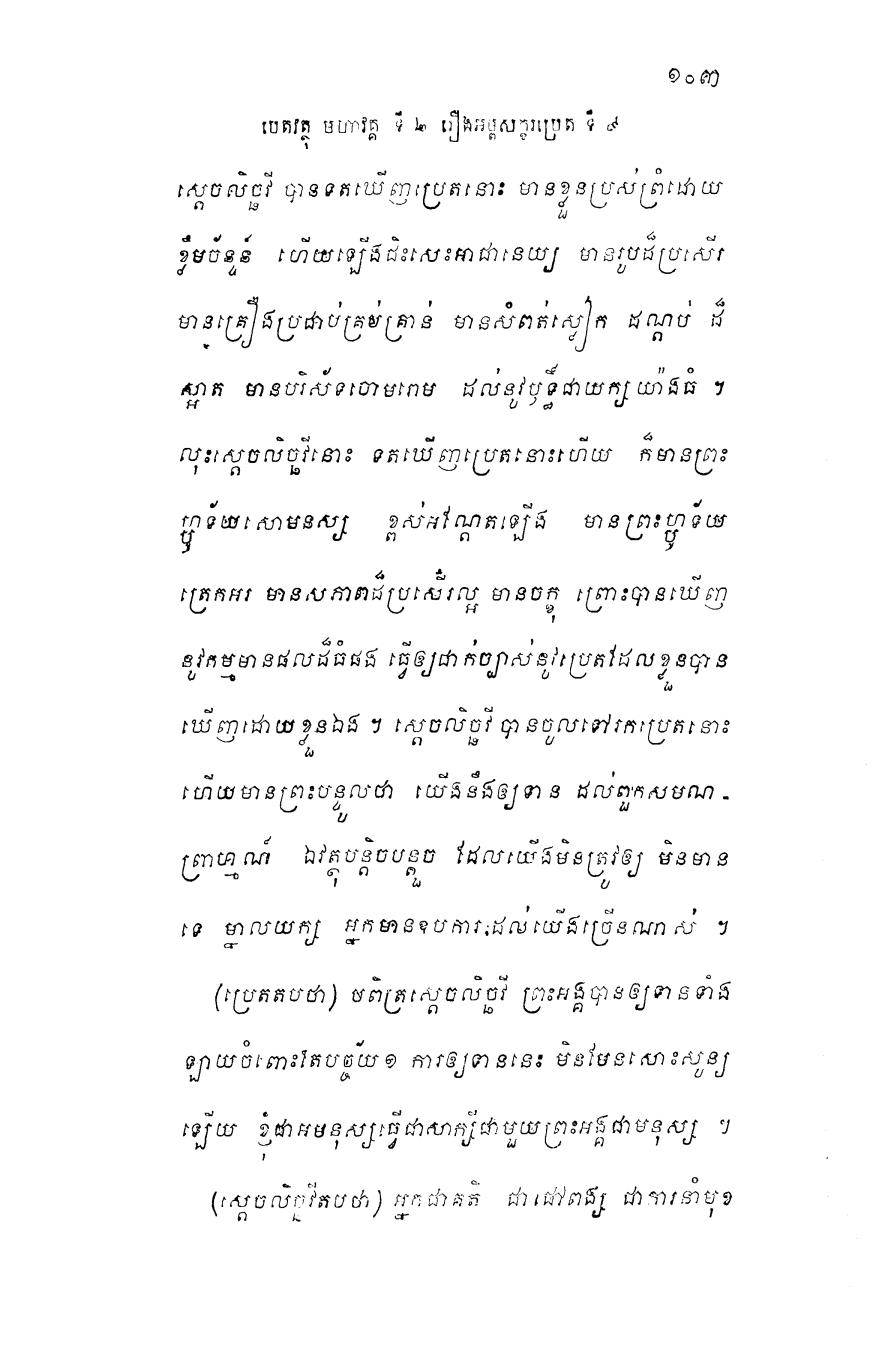 ១០៣
បេតវត្ថុ មហាវគ្គ ទី ៤ រឿងអម្ពសក្ខរប្រេត ទី ៩
ស្តេចលិច្ឆវី បានទតឃើញប្រេតនោះ មានខ្លួនប្រស់ព្រំដោយ
ខ្លឹមច័ន្ទន៍ ហើយឡើងជិះសេះអាជានេយ្យ មានរូបដ៏ប្រសើរ
មានគ្រឿងប្រដាប់គ្រប់គ្រាន់ មានសំពត់ស្លៀក ដណ្តប់ ដ៏
ស្អាត មានបរិស័ទចោមរោម ដល់នូវឫទ្ធិ៍ជាយក្សយ៉ាងធំ ។
លុះស្តេចលិច្ឆវីនោះ ទតឃើញប្រេតនោះហើយ ក៏មានព្រះ
ហ្ឫទ័យសោមនស្ស ខ្ពស់អណ្តែតឡើង មានព្រះហ្ឫទ័យ
ត្រេកអរ មានសភាពដ៏ប្រសើរល្អ មានចក្ខុ ព្រោះបានឃើញ
នូវកម្មមានផលដ៏ធំផង ធ្វើឲ្យជាក់ច្បាស់នូវប្រេតដែលខ្លួនបាន
ឃើញដោយខ្លួនឯង ។ ស្តេចលិច្ឆវី បានចូលទៅរកប្រេតនោះ
ហើយមានព្រះបន្ទូលថា យើងនឹងឲ្យទាន ដល់ពួកសមណ
ព្រាហ្មណ៍ ឯវត្ថុបន្តិចបន្តួច ដែលយើងមិនត្រូវឲ្យ មិនមាន
ទេ ម្នាលយក្ស អ្នកមានឧបការៈដល់យើងច្រើនណាស់ ។
(ប្រេតតបថា) បពិត្រស្តេចលិច្ឆវី ព្រះអង្គបានឲ្យទានទាំង
ឡាយចំពោះតែបច្ច័យ១ ការឲ្យទាននេះ មិនមែនសោះសូន្យ
ឡើយ ខ្ញុំជាអមនុស្សធ្វើជាសាក្សីជាមួយព្រះអង្គជាមនុស្ស ។
(ស្តេចលិច្ឆវីតបថា) អ្នកជាគតិ ជាផៅពង្ស ជាការនាំមុខ